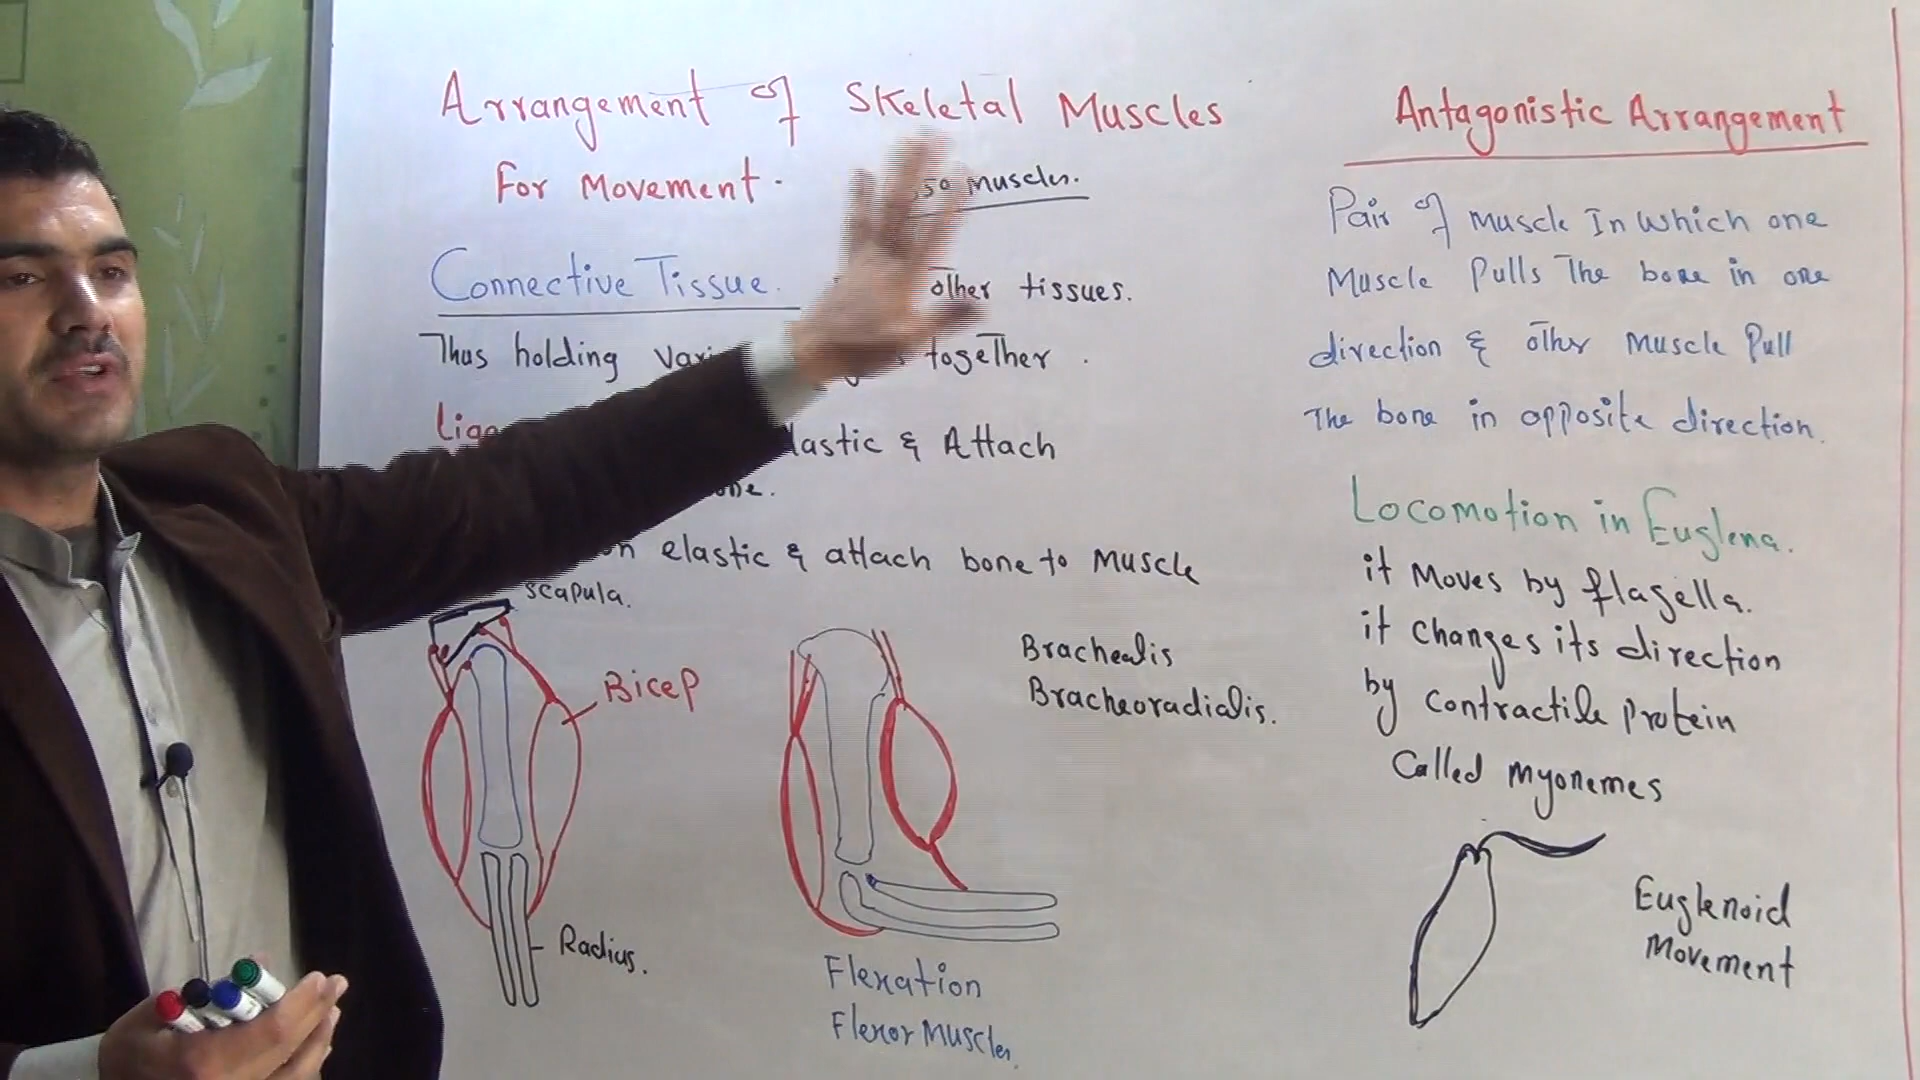 Arrangement of Skeletal Muscles
For Movement.
50 Muscles.
Connective Tissue. other tissues.
Thus holding together.
Attach
elastic & attach bone to Muscle
scapula.
Bicep
Radius.
Brachealis
Bracheoradialis.
Flexation
Flexor Muscles
Antagonistic Arrangement
Pair of Muscle In Which one
Muscle Pulls The bone in one
direction & other Muscle Pull
The bone in opposite direction.
Locomotion in Euglena.
it Moves by flagella.
it Changes its direction
by Contractile Protein
Called Myonemes
Euglenoid
Movement